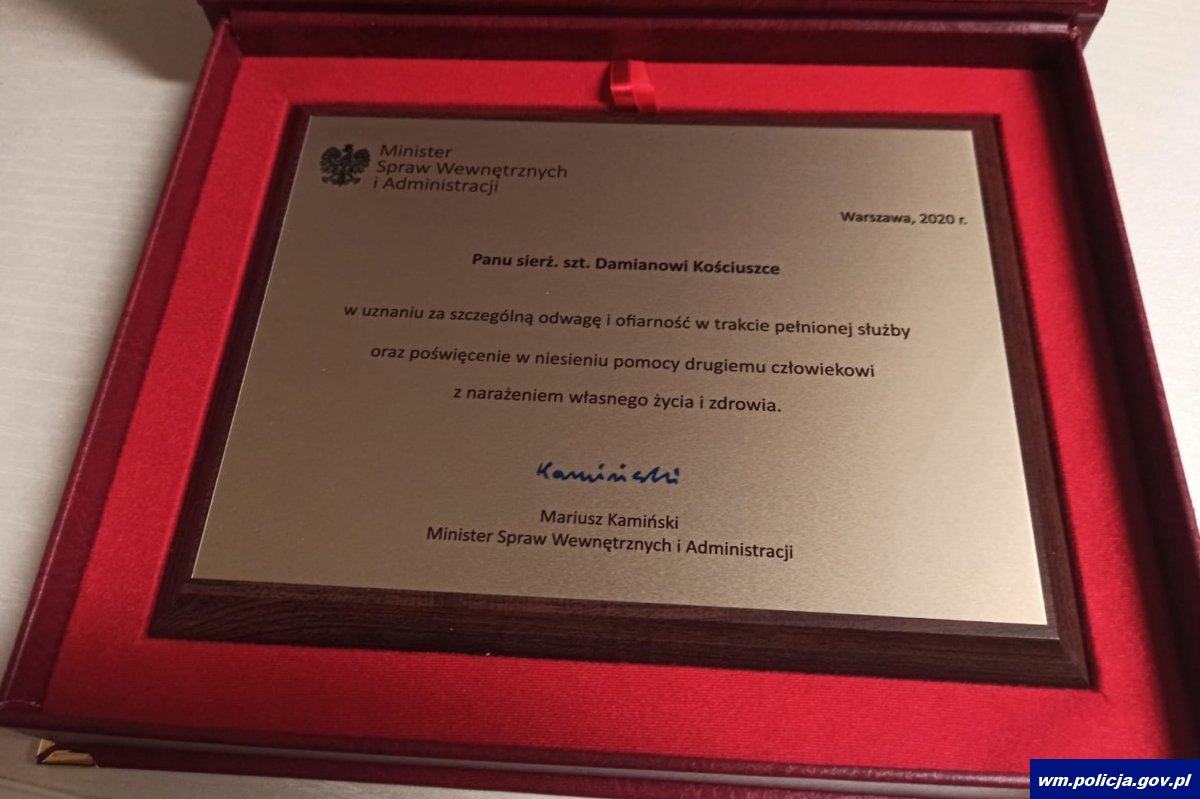 Minister
Spraw Wewnętrznych
i Administracji
Warszawa, 2020 r.
Panu sierż. szt. Damianowi Kościuszce
w uznaniu za szczególną odwagę i ofiarność w trakcie pełnionej służby
oraz poświęcenie w niesieniu pomocy drugiemu człowiekowi
z narażeniem własnego życia i zdrowia.
Kamiński
Mariusz Kamiński
Minister Spraw Wewnętrznych i Administracji
wm.policja.gov.pl